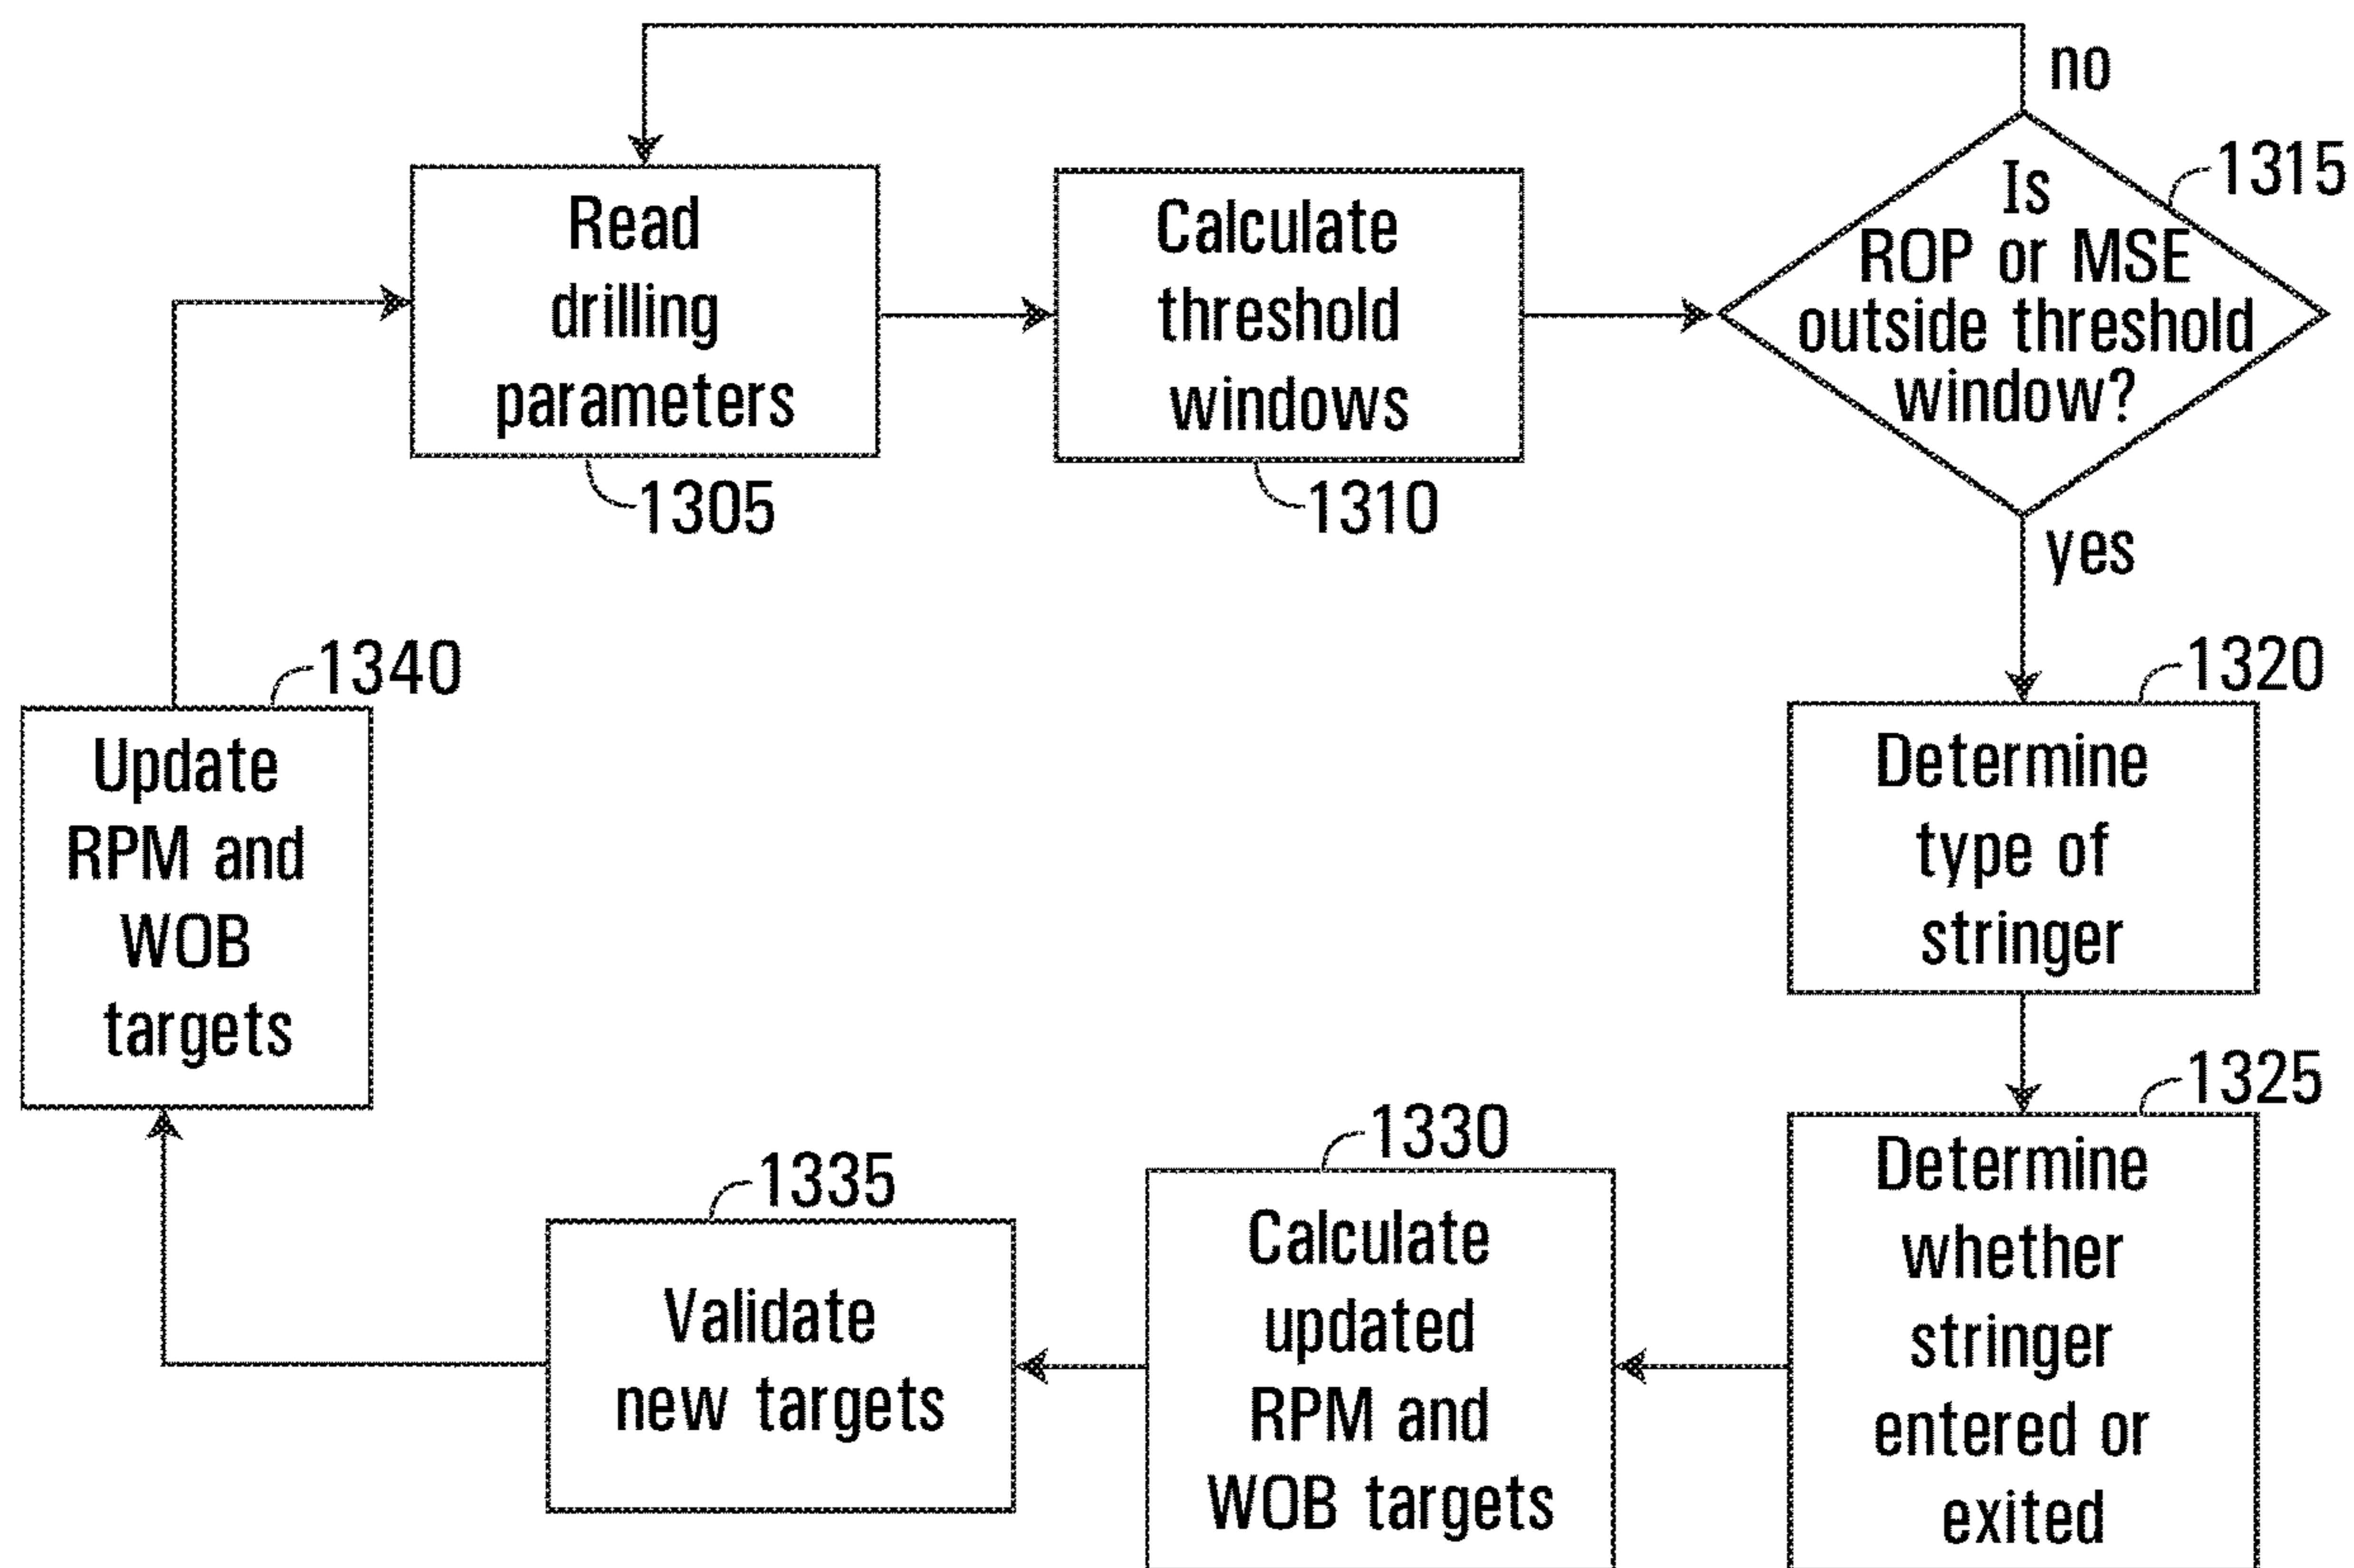 no
Read
drilling
parameters
1305
Calculate
threshold
windows
1310
Is
ROP or MSE
outside threshold
window?
1315
yes
Determine
type of
stringer
1320
Determine
whether
stringer
entered or
exited
1325
Calculate
updated
RPM and
WOB targets
1330
Validate
new targets
1335
Update
RPM and
WOB
targets
1340